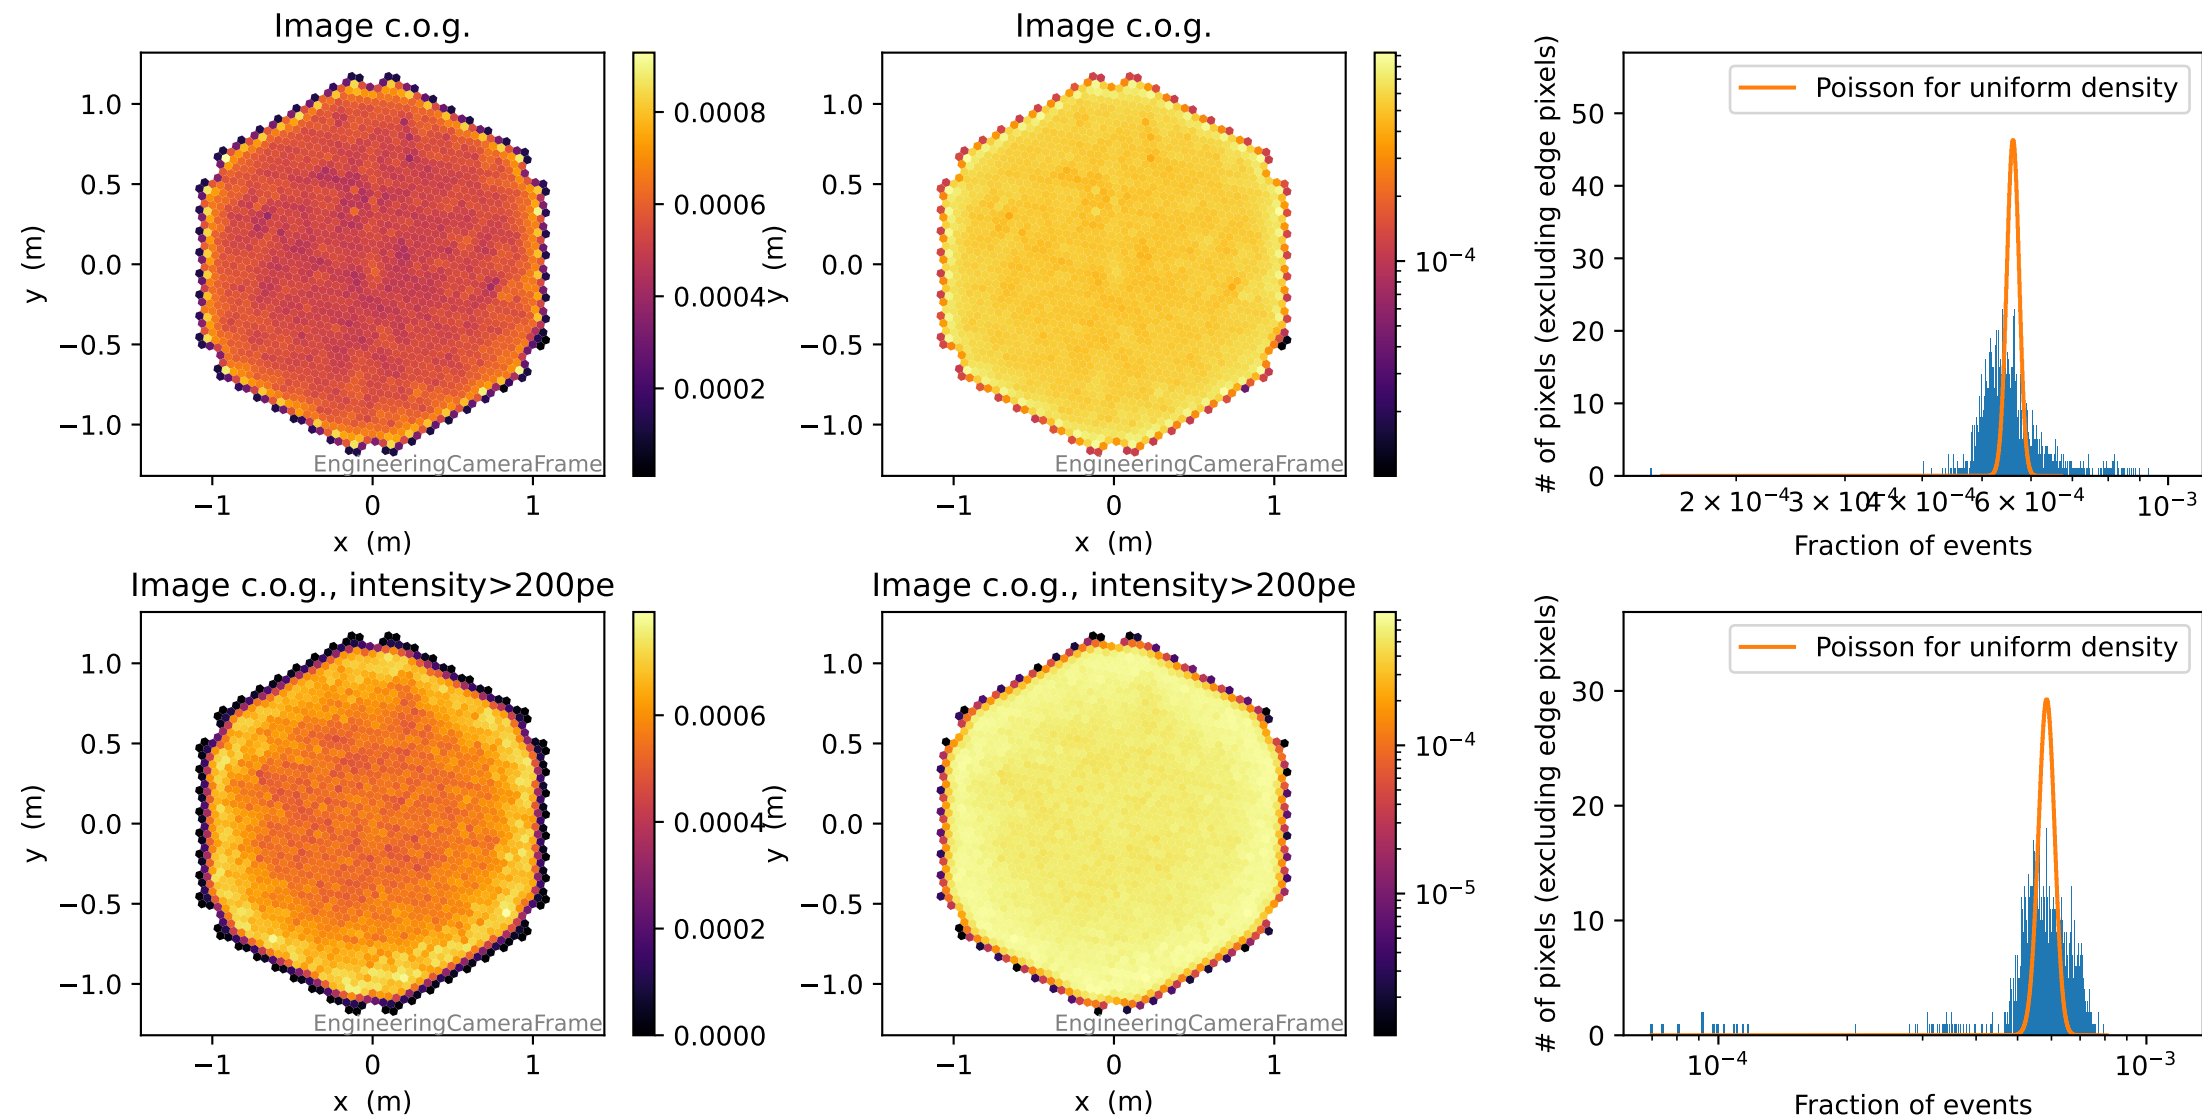 Image c.o.g.
1.0
0.5
0.0
−0.5
−1.0
y (m)
−1
0
1
x (m)
EngineeringCameraFrame
0.0008
0.0006
0.0004
0.0002
Image c.o.g.
1.0
0.5
0.0
−0.5
−1.0
y (m)
−1
0
1
x (m)
EngineeringCameraFrame
10⁻⁴
Poisson for uniform density
50
40
30
20
10
0
# of pixels (excluding edge pixels)
2 × 10⁻⁴
3 × 10⁻⁴
4 × 10⁻⁴
6 × 10⁻⁴
10⁻³
Fraction of events
Image c.o.g., intensity>200pe
1.0
0.5
0.0
−0.5
−1.0
y (m)
−1
0
1
x (m)
EngineeringCameraFrame
0.0006
0.0004
0.0002
0.0000
Image c.o.g., intensity>200pe
1.0
0.5
0.0
−0.5
−1.0
y (m)
−1
0
1
x (m)
EngineeringCameraFrame
10⁻⁴
10⁻⁵
Poisson for uniform density
30
20
10
0
# of pixels (excluding edge pixels)
10⁻⁴
10⁻³
Fraction of events